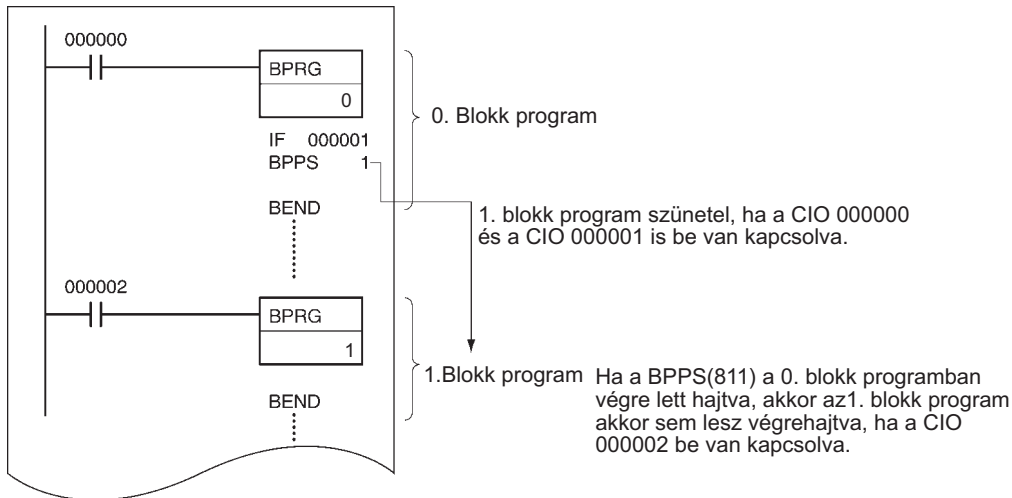 000000
BPRG
0
0. Blokk program
IF 000001
BPPS 1
BEND
1. blokk program szünetel, ha a CIO 000000
és a CIO 000001 is be van kapcsolva.
000002
BPRG
1
1.Blokk program
BEND
Ha a BPPS(811) a 0. blokk programban
végre lett hajtva, akkor az1. blokk program
akkor sem lesz végrehajtva, ha a CIO
000002 be van kapcsolva.